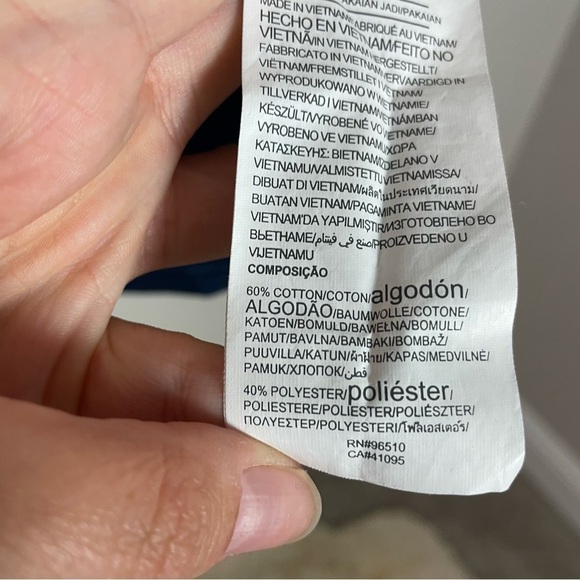 PAKAIAN JADI/PAKAIAN
MADE IN VIETNAM/FABRIQUÉ AU VIETNAM/
HECHO EN VIETNAM/FEITO NO
VIETNÃ/IN VIETNAM HERGESTELLT/
FABBRICATO IN VIETNAM/VERVAARDIGD IN
VIETNAM/FREMSTILLET I VIETNAM/
WYPRODUKOWANO W WIETNAMIE/
TILLVERKAD I VIETNAM/
KÉSZÜLT/VYROBENÉ VO VIETNAME/
VYROBENO VE VIETNAMU/ΧΩΡΑ
ΚΑΤΑΣΚΕΥΗΣ: ΒΙΕΤΝΑΜ/IZDELANO V
VIETNAMU/VALMISTETTU VIETNAMISSA/
DIBUAT DI VIETNAM/ผลิตในประเทศเวียดนาม/
BUATAN VIETNAM/PAGAMINTA VIETNAME/
VIETNAM'DA YAPILMIŞTIR/ИЗГОТОВЛЕНО ВО
ВЬЕТНАМЕ/صنع في فيتنام/PROIZVEDENO U
VIJETNAMU
COMPOSIÇÃO
60% COTTON/COTON/algodón/
ALGODÃO/BAUMWOLLE/COTONE/
KATOEN/BOMULD/BAWEŁNA/BOMULL/
PAMUT/BAVLNA/ΒΑΜΒΑΚΙ/BOMBAŽ/
PUUVILLA/KATUN/ผ้าฝ้าย/KAPAS/MEDVILNĖ/
PAMUK/ХЛОПОК/قطن/
40% POLYESTER/poliéster/
POLIESTERE/POLIESTER/POLIÉSZTER/
ΠΟΛΥΕΣΤΕΡ/POLYESTERI/โพลีเอสเตอร์/
RN#96510
CA#41095